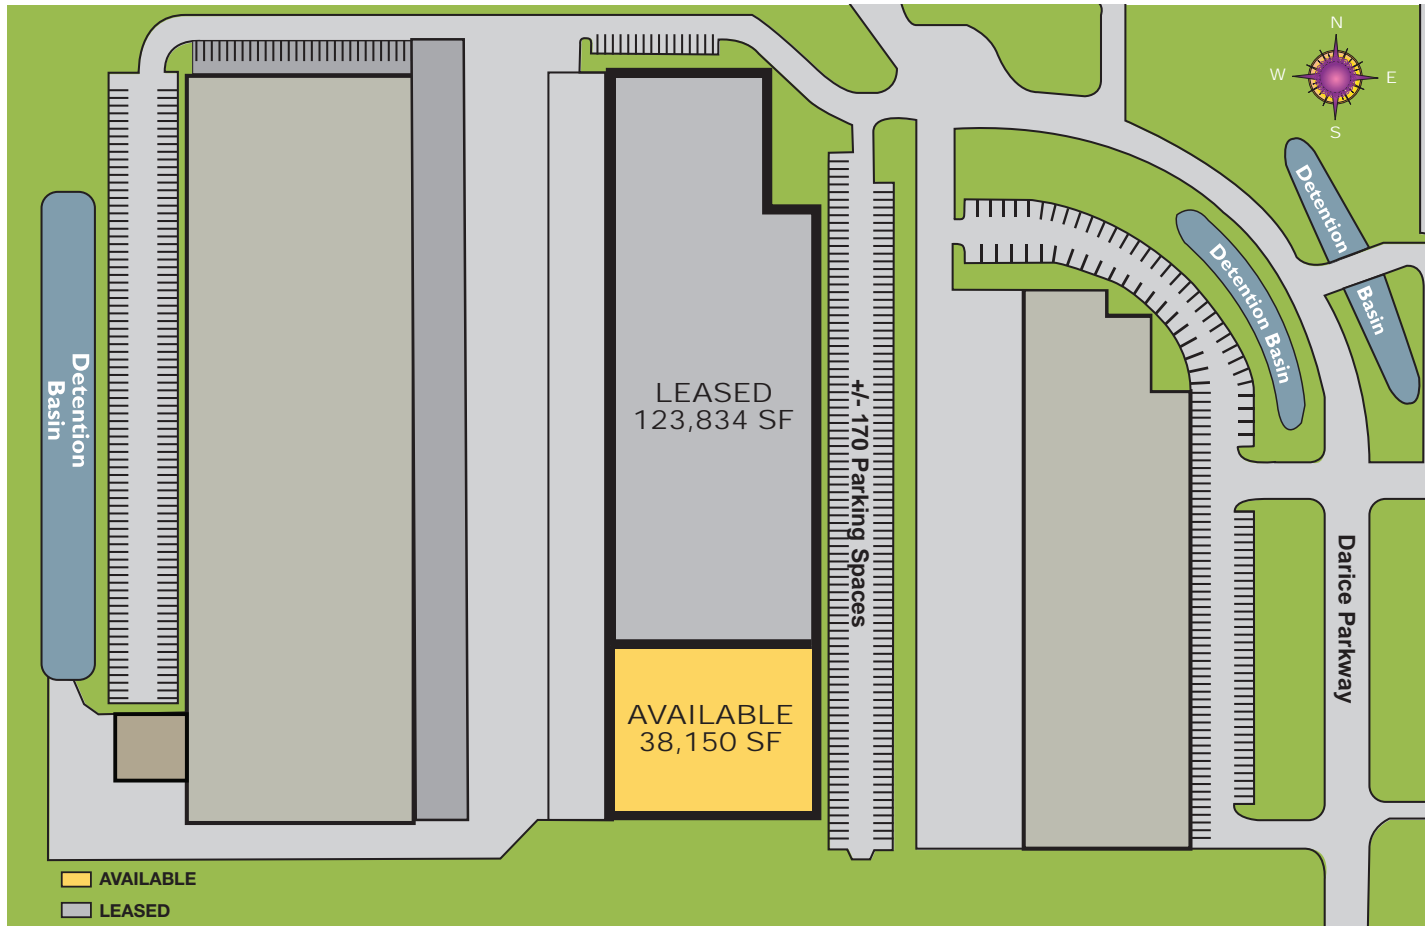 N
W
E
S
Detention
Basin
Detention Basin
Detention
Basin
LEASED
123,834 SF
+/- 170 Parking Spaces
Darice Parkway
AVAILABLE
38,150 SF
AVAILABLE
LEASED